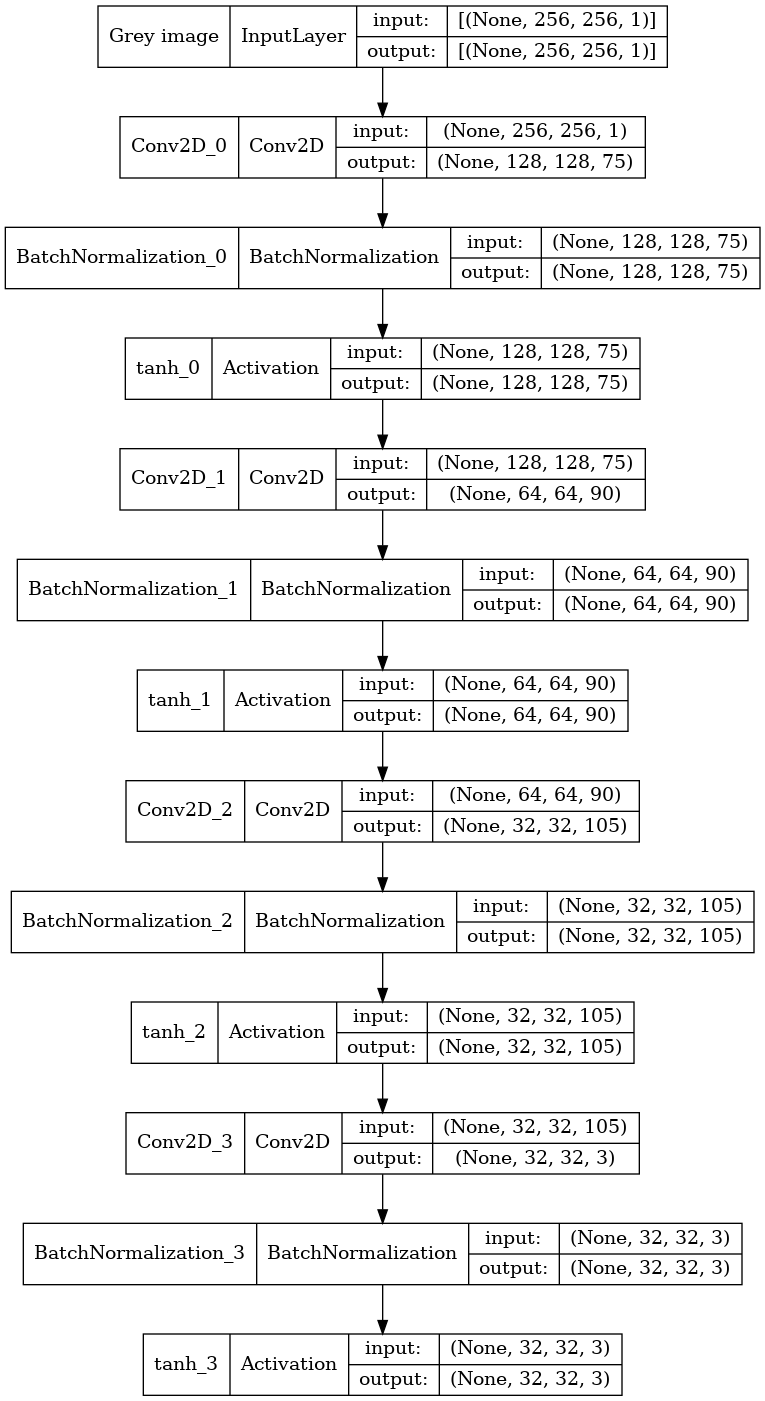 Grey image InputLayer input: [(None, 256, 256, 1)]
output: [(None, 256, 256, 1)]
Conv2D_0 Conv2D input: (None, 256, 256, 1)
output: (None, 128, 128, 75)
BatchNormalization_0 BatchNormalization input: (None, 128, 128, 75)
output: (None, 128, 128, 75)
tanh_0 Activation input: (None, 128, 128, 75)
output: (None, 128, 128, 75)
Conv2D_1 Conv2D input: (None, 128, 128, 75)
output: (None, 64, 64, 90)
BatchNormalization_1 BatchNormalization input: (None, 64, 64, 90)
output: (None, 64, 64, 90)
tanh_1 Activation input: (None, 64, 64, 90)
output: (None, 64, 64, 90)
Conv2D_2 Conv2D input: (None, 64, 64, 90)
output: (None, 32, 32, 105)
BatchNormalization_2 BatchNormalization input: (None, 32, 32, 105)
output: (None, 32, 32, 105)
tanh_2 Activation input: (None, 32, 32, 105)
output: (None, 32, 32, 105)
Conv2D_3 Conv2D input: (None, 32, 32, 105)
output: (None, 32, 32, 3)
BatchNormalization_3 BatchNormalization input: (None, 32, 32, 3)
output: (None, 32, 32, 3)
tanh_3 Activation input: (None, 32, 32, 3)
output: (None, 32, 32, 3)